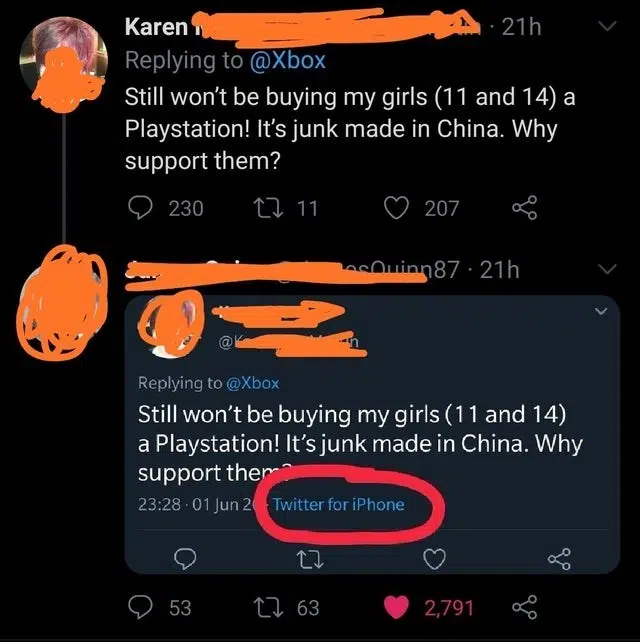 Karen
· 21h
Replying to @Xbox
Still won't be buying my girls (11 and 14) a
Playstation! It's junk made in China. Why
support them?
230 11 207
osQuinn87 · 21h
Replying to @Xbox
Still won't be buying my girls (11 and 14)
a Playstation! It's junk made in China. Why
support them?
23:28 · 01 Jun 2 Twitter for iPhone
53 63 2,791